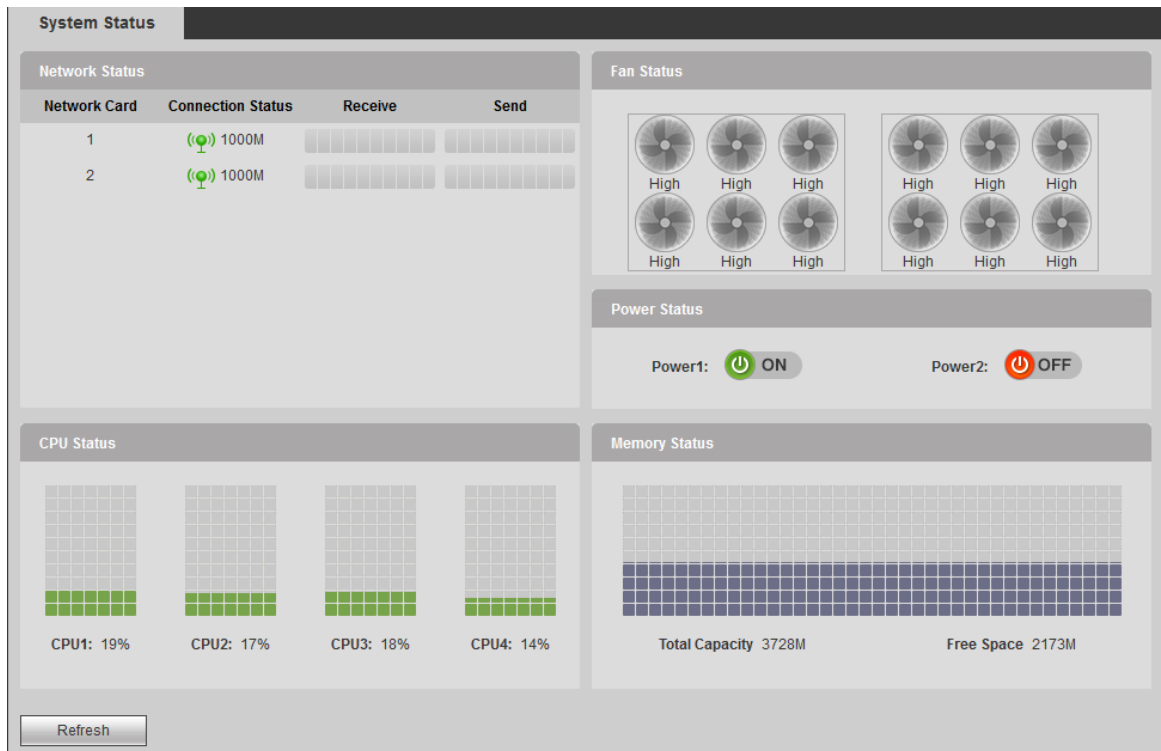 System Status
Network Status
Network Card Connection Status Receive Send
1 1000M
2 1000M
Fan Status
High High High High High High
High High High High High High
Power Status
Power1: ON Power2: OFF
CPU Status
CPU1: 19% CPU2: 17% CPU3: 18% CPU4: 14%
Memory Status
Total Capacity 3728M Free Space 2173M
Refresh